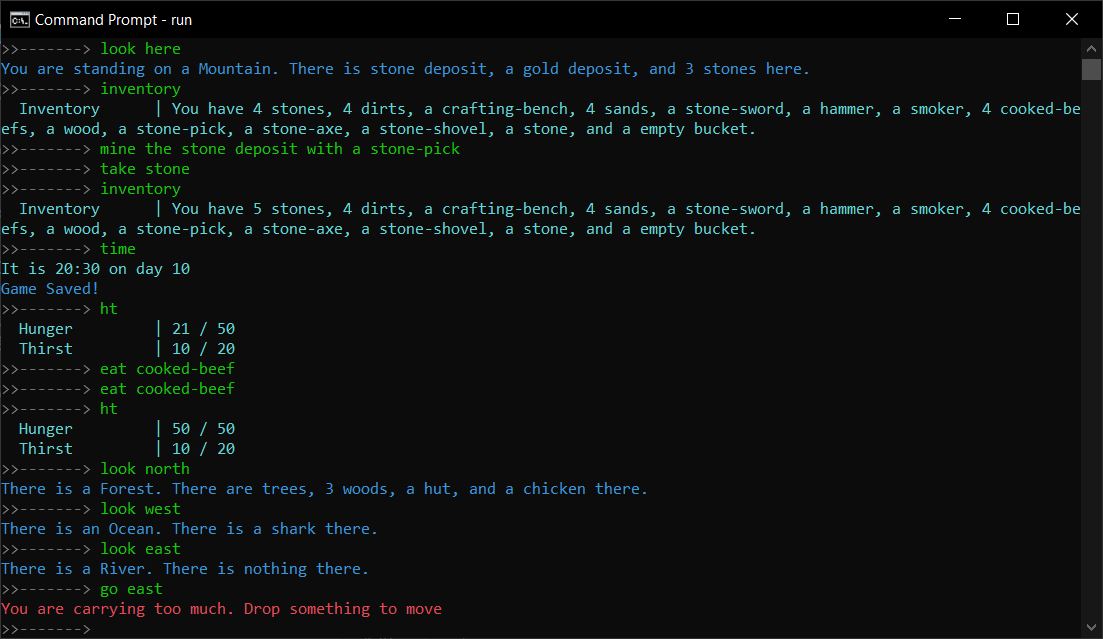 Command Prompt - run
>>-------> look here
You are standing on a Mountain. There is stone deposit, a gold deposit, and 3 stones here.
>>-------> inventory
  Inventory      | You have 4 stones, 4 dirts, a crafting-bench, 4 sands, a stone-sword, a hammer, a smoker, 4 cooked-be
efs, a wood, a stone-pick, a stone-axe, a stone-shovel, a stone, and a empty bucket.
>>-------> mine the stone deposit with a stone-pick
>>-------> take stone
>>-------> inventory
  Inventory      | You have 5 stones, 4 dirts, a crafting-bench, 4 sands, a stone-sword, a hammer, a smoker, 4 cooked-be
efs, a wood, a stone-pick, a stone-axe, a stone-shovel, a stone, and a empty bucket.
>>-------> time
It is 20:30 on day 10
Game Saved!
>>-------> ht
  Hunger         | 21 / 50
  Thirst         | 10 / 20
>>-------> eat cooked-beef
>>-------> eat cooked-beef
>>-------> ht
  Hunger         | 50 / 50
  Thirst         | 10 / 20
>>-------> look north
There is a Forest. There are trees, 3 woods, a hut, and a chicken there.
>>-------> look west
There is an Ocean. There is a shark there.
>>-------> look east
There is a River. There is nothing there.
>>-------> go east
You are carrying too much. Drop something to move
>>------->